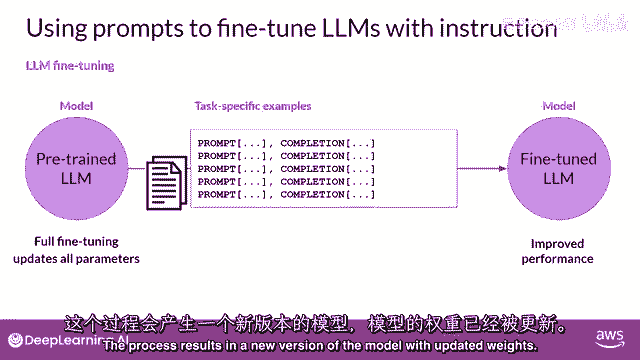 Using prompts to fine-tune LLMs with instruction
LLM fine-tuning
Model
Task-specific examples
Model
Pre-trained
LLM
PROMPT[...], COMPLETION[...]
PROMPT[...], COMPLETION[...]
PROMPT[...], COMPLETION[...]
PROMPT[...], COMPLETION[...]
PROMPT[...], COMPLETION[...]
Fine-tuned
LLM
Full fine-tuning
updates all parameters
Improved
performance
这个过程会产生一个新版本的模型，模型的权重已经被更新。
The process results in a new version of the model with updated weights.
DeepLearning.AI
aws